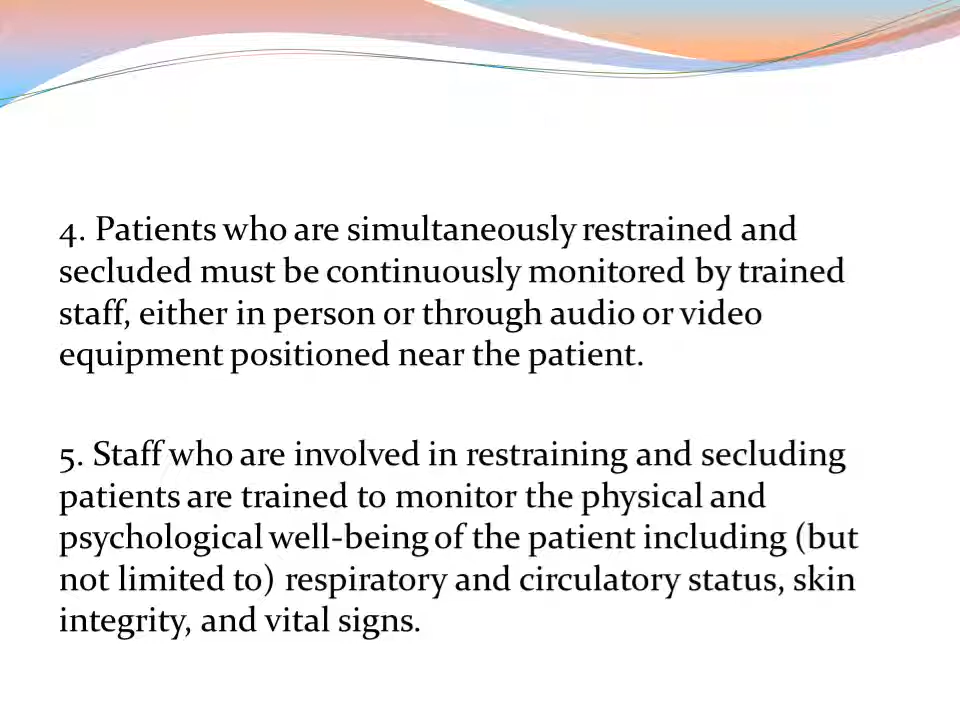 4. Patients who are simultaneously restrained and
secluded must be continuously monitored by trained
staff, either in person or through audio or video
equipment positioned near the patient.
5. Staff who are involved in restraining and secluding
patients are trained to monitor the physical and
psychological well-being of the patient including (but
not limited to) respiratory and circulatory status, skin
integrity, and vital signs.